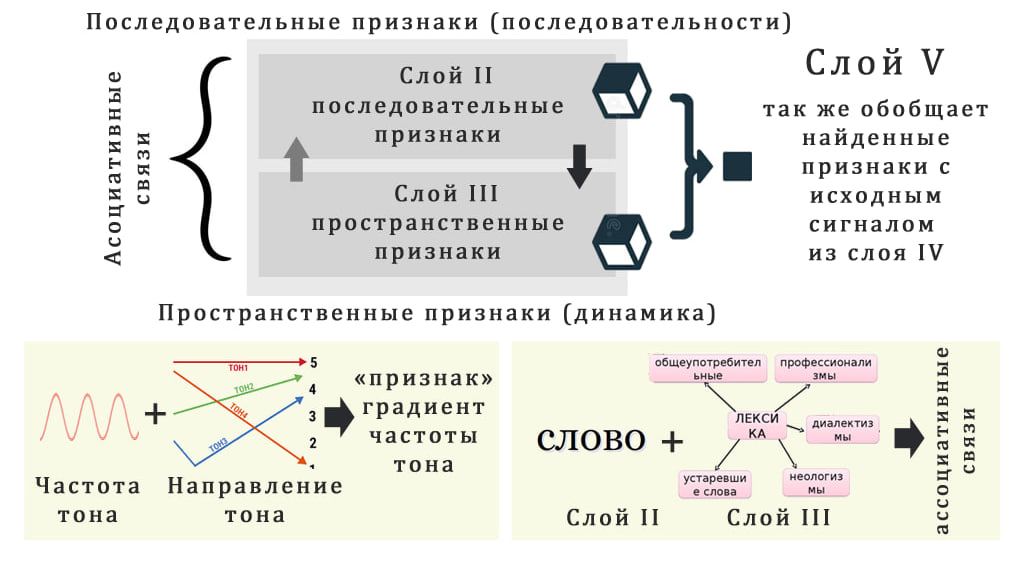 Последовательные признаки (последовательности)
Асоциативные
связи
Слой II
последовательные
признаки
Слой III
пространственные
признаки
Слой V
так же обобщает
найденные
признаки с
исходным
сигналом
из слоя IV
Пространственные признаки (динамика)
Частота
тона
+
ТОН1
ТОН2
ТОН4
ТОН3
5
4
3
2
1
Направление
тона
«признак»
градиент
частоты
тона
слово
+
общеупотребител
ьные
профессионали
змы
ЛЕКСИ
КА
диалектиз
мы
устаревши
е слова
неологиз
мы
Слой II
Слой III
ассоциативные
связи